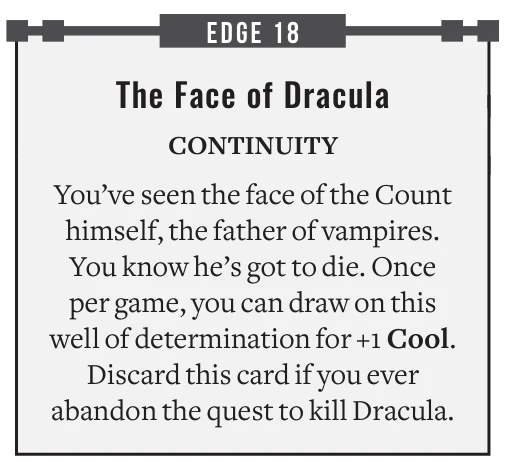 EDGE 18
The Face of Dracula
CONTINUITY
You’ve seen the face of the Count
himself, the father of vampires.
You know he’s got to die. Once
per game, you can draw on this
well of determination for +1 Cool.
Discard this card if you ever
abandon the quest to kill Dracula.